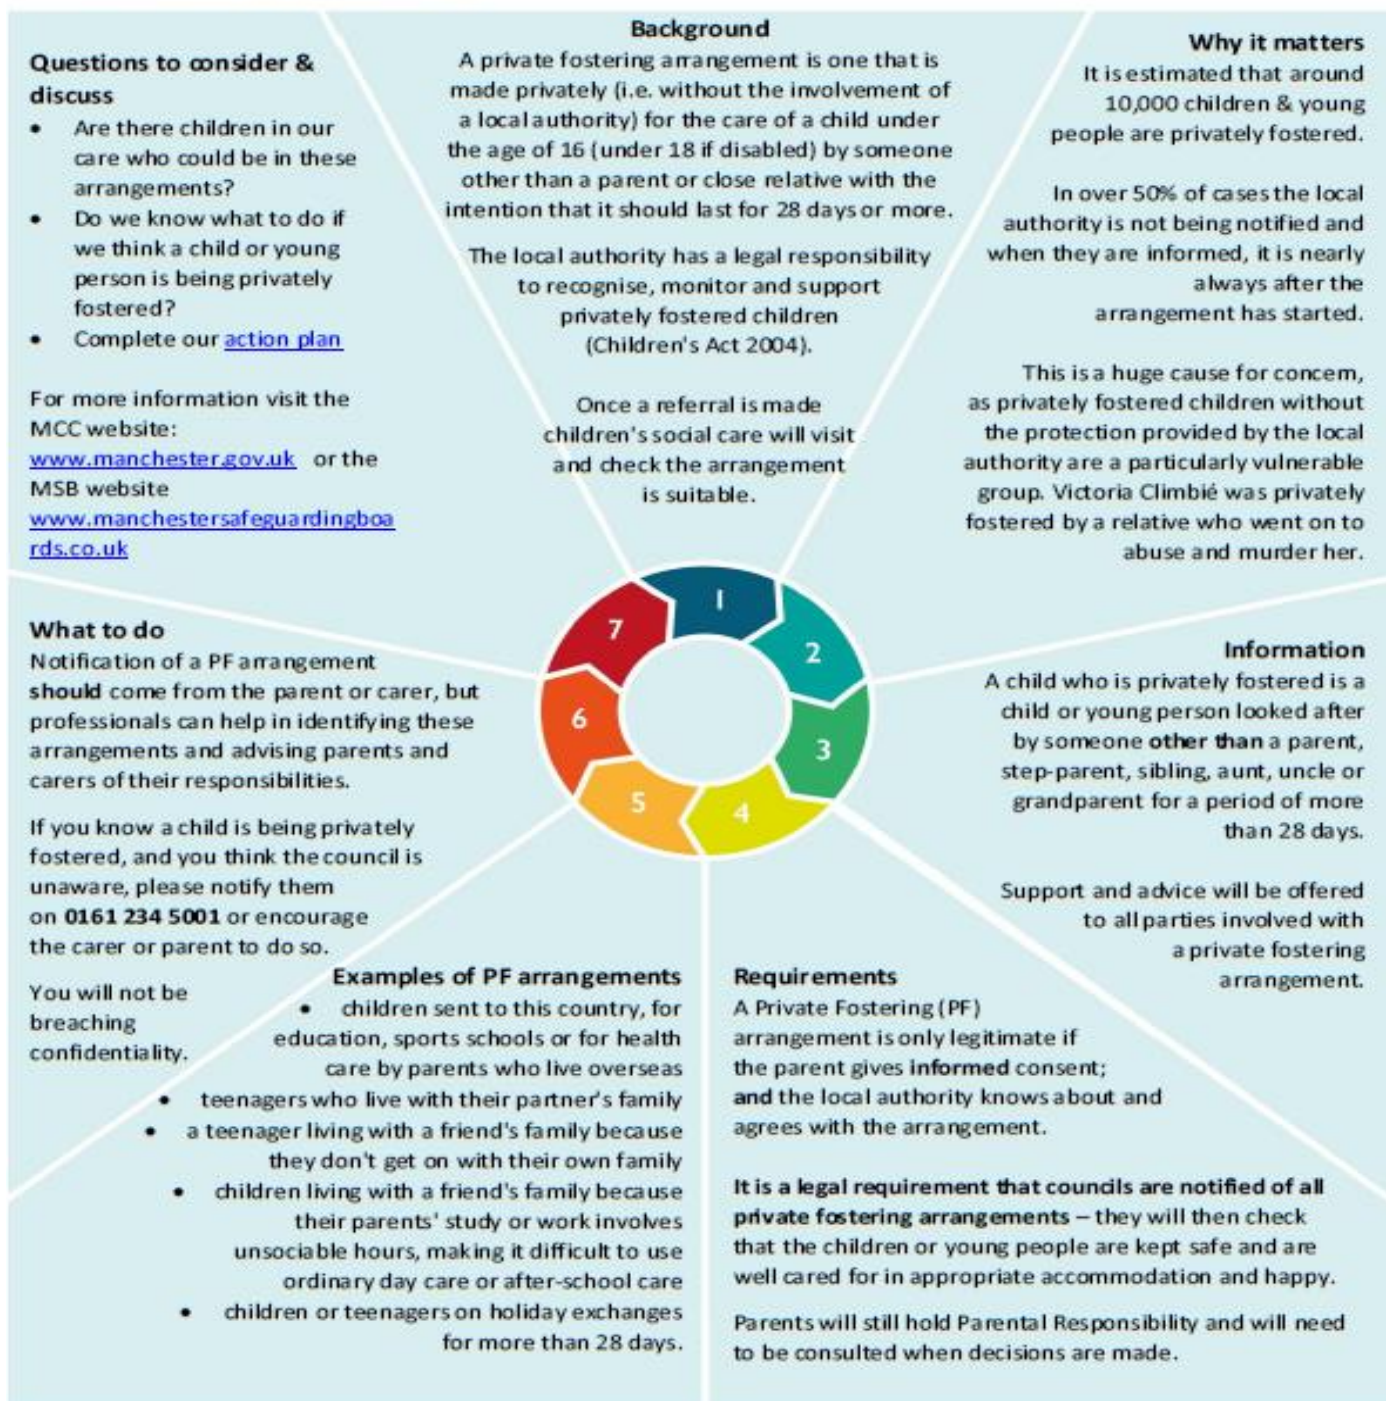 Background
A private fostering arrangement is one that is
made privately (i.e. without the involvement of
a local authority) for the care of a child under
the age of 16 (under 18 if disabled) by someone
other than a parent or close relative with the
intention that it should last for 28 days or more.
The local authority has a legal responsibility
to recognise, monitor and support
privately fostered children
(Children's Act 2004).
Once a referral is made
children's social care will visit
and check the arrangement
is suitable.
Why it matters
It is estimated that around
10,000 children & young
people are privately fostered.
In over 50% of cases the local
authority is not being notified and
when they are informed, it is nearly
always after the
arrangement has started.
This is a huge cause for concern,
as privately fostered children without
the protection provided by the local
authority are a particularly vulnerable
group. Victoria Climbié was privately
fostered by a relative who went on to
abuse and murder her.
Information
A child who is privately fostered is a
child or young person looked after
by someone other than a parent,
step-parent, sibling, aunt, uncle or
grandparent for a period of more
than 28 days.
Support and advice will be offered
to all parties involved with
a private fostering
arrangement.
Requirements
A Private Fostering (PF)
arrangement is only legitimate if
the parent gives informed consent;
and the local authority knows about and
agrees with the arrangement.
It is a legal requirement that councils are notified of all
private fostering arrangements – they will then check
that the children or young people are kept safe and are
well cared for in appropriate accommodation and happy.
Parents will still hold Parental Responsibility and will need
to be consulted when decisions are made.
Examples of PF arrangements
• children sent to this country, for
education, sports schools or for health
care by parents who live overseas
• teenagers who live with their partner's family
• a teenager living with a friend's family because
they don't get on with their own family
• children living with a friend's family because
their parents' study or work involves
unsociable hours, making it difficult to use
ordinary day care or after-school care
• children or teenagers on holiday exchanges
for more than 28 days.
What to do
Notification of a PF arrangement
should come from the parent or carer, but
professionals can help in identifying these
arrangements and advising parents and
carers of their responsibilities.
If you know a child is being privately
fostered, and you think the council is
unaware, please notify them
on 0161 234 5001 or encourage
the carer or parent to do so.
You will not be
breaching
confidentiality.
Questions to consider &
discuss
• Are there children in our
care who could be in these
arrangements?
• Do we know what to do if
we think a child or young
person is being privately
fostered?
• Complete our action plan
For more information visit the
MCC website:
www.manchester.gov.uk or the
MSB website
www.manchestersafeguardingboa
rds.co.uk
1
2
3
4
5
6
7